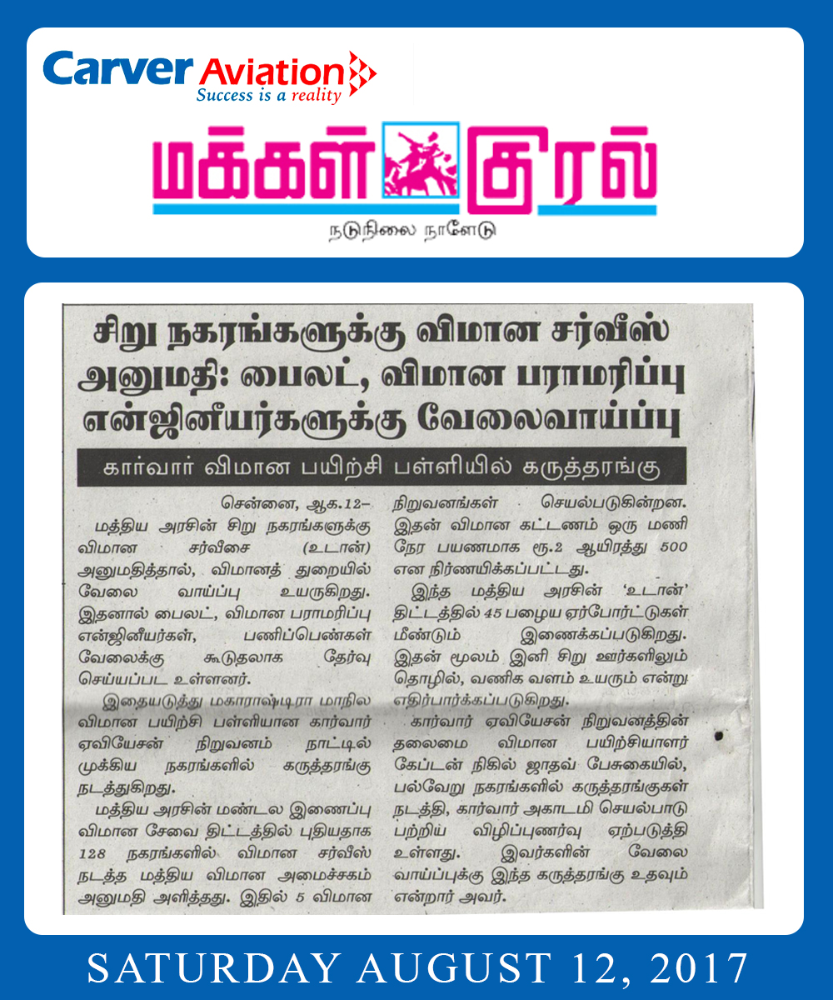 Carver Aviation
Success is a reality
மக்கள் குரல்
நடுநிலை நாளேடு
சிறு நகரங்களுக்கு விமான சர்வீஸ்
அனுமதி: பைலட், விமான பராமரிப்பு
என்ஜினீயர்களுக்கு வேலைவாய்ப்பு
கார்வார் விமான பயிற்சி பள்ளியில் கருத்தரங்கு
சென்னை, ஆக.12–
மத்திய அரசின் சிறு நகரங்களுக்கு
விமான சர்வீசை (உடான்)
அனுமதித்தால், விமானத் துறையில்
வேலை வாய்ப்பு உயருகிறது.
இதனால் பைலட், விமான பராமரிப்பு
என்ஜினீயர்கள், பணிப்பெண்கள்
வேலைக்கு கூடுதலாக தேர்வு
செய்யப்பட உள்ளனர்.
இதையடுத்து மகாராஷ்டிரா மாநில
விமான பயிற்சி பள்ளியான கார்வார்
ஏவியேசன் நிறுவனம் நாட்டில்
முக்கிய நகரங்களில் கருத்தரங்கு
நடத்துகிறது.
மத்திய அரசின் மண்டல இணைப்பு
விமான சேவை திட்டத்தில் புதியதாக
128 நகரங்களில் விமான சர்வீஸ்
நடத்த மத்திய விமான அமைச்சகம்
அனுமதி அளித்தது. இதில் 5 விமான
நிறுவனங்கள் செயல்படுகின்றன.
இதன் விமான கட்டணம் ஒரு மணி
நேர பயணமாக ரூ.2 ஆயிரத்து 500
என நிர்ணயிக்கப்பட்டது.
இந்த மத்திய அரசின் ‘உடான்’
திட்டத்தில் 45 பழைய ஏர்போர்ட்டுகள்
மீண்டும் இணைக்கப்படுகிறது.
இதன் மூலம் இனி சிறு ஊர்களிலும்
தொழில், வணிக வளம் உயரும் என்று
எதிர்பார்க்கப்படுகிறது.
கார்வார் ஏவியேசன் நிறுவனத்தின்
தலைமை விமான பயிற்சியாளர்
கேப்டன் நிகில் ஜாதவ் பேசுகையில்,
பல்வேறு நகரங்களில் கருத்தரங்குகள்
நடத்தி, கார்வார் அகாடமி செயல்பாடு
பற்றிய விழிப்புணர்வு ஏற்படுத்தி
உள்ளது. இவர்களின் வேலை
வாய்ப்புக்கு இந்த கருத்தரங்கு உதவும்
என்றார் அவர்.
SATURDAY AUGUST 12, 2017